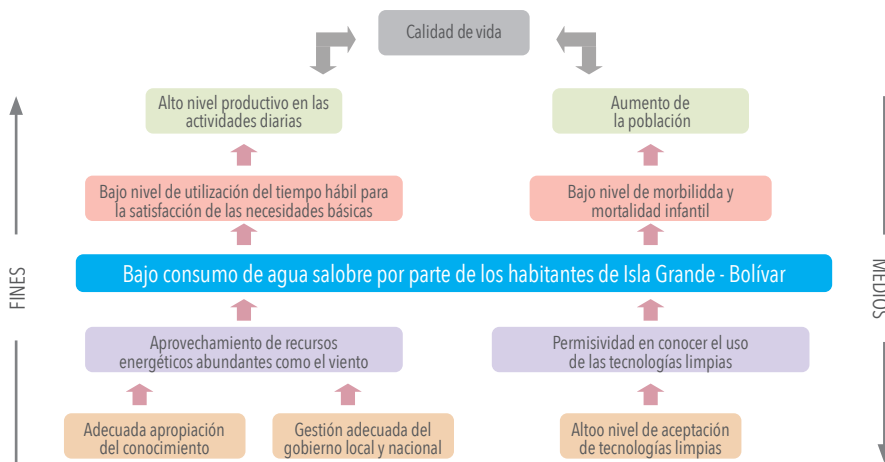 Calidad de vida
Alto nivel productivo en las
actividades diarias
Aumento de
la población
Bajo nivel de utilización del tiempo hábil para
la satisfacción de las necesidades básicas
Bajo nivel de morbilidda y
mortalidad infantil
FINES
Bajo consumo de agua salobre por parte de los habitantes de Isla Grande - Bolívar
MEDIOS
Aprovechamiento de recursos
energéticos abundantes como el viento
Permisividad en conocer el uso
de las tecnologías limpias
Adecuada apropiación
del conocimiento
Gestión adecuada del
gobierno local y nacional
Altoo nivel de aceptación
de tecnologías limpias